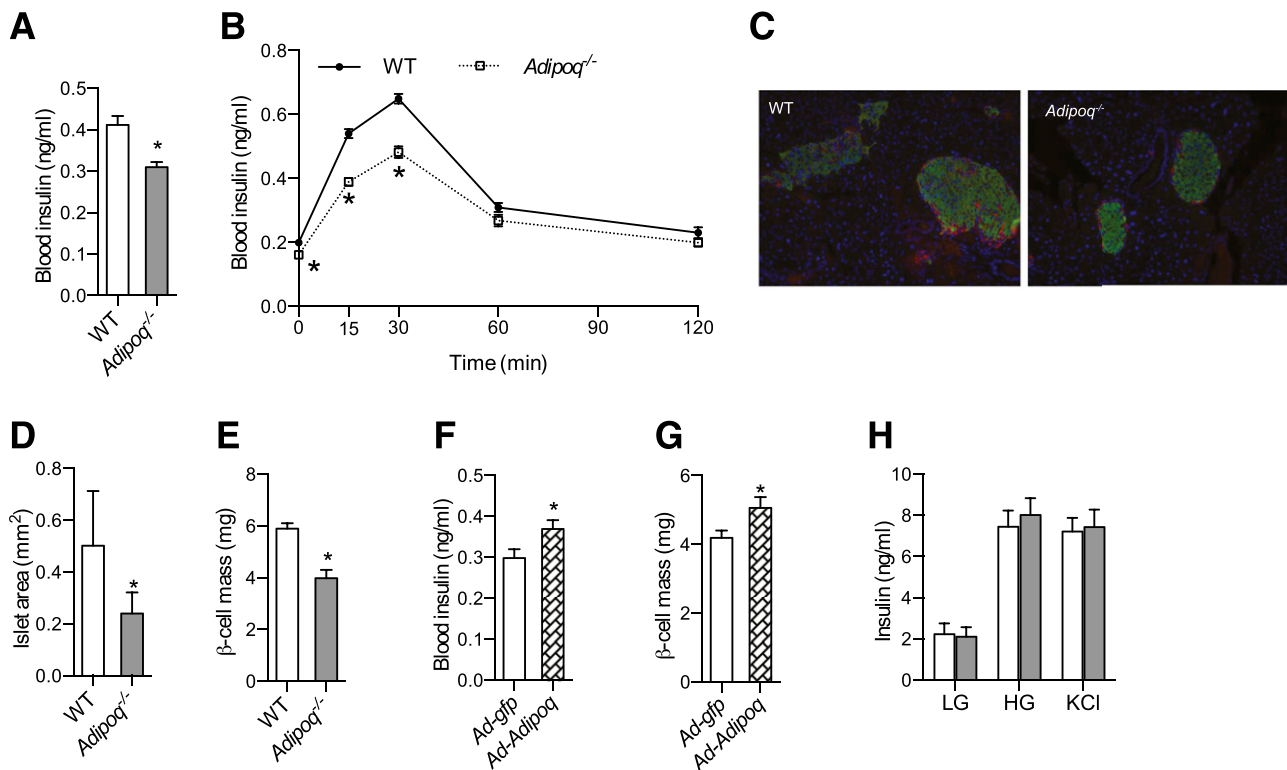 A
Blood insulin (ng/ml)
0.5
0.4
0.3
0.2
0.1
0.0
*
WT
Adipoq-/-
B
Blood insulin (ng/ml)
0.8
0.6
0.4
0.2
0.0
WT
Adipoq-/-
*
*
*
0 15 30 60 90 120
Time (min)
C
WT
Adipoq-/-
D
Islet area (mm2)
0.8
0.6
0.4
0.2
0.0
*
WT
Adipoq-/-
E
β-cell mass (mg)
8
6
4
2
0
*
WT
Adipoq-/-
F
Blood insulin (ng/ml)
0.5
0.4
0.3
0.2
0.1
0.0
*
Ad-gfp
Ad-Adipoq
G
β-cell mass (mg)
6
4
2
0
*
Ad-gfp
Ad-Adipoq
H
Insulin (ng/ml)
10
8
6
4
2
0
LG HG KCl